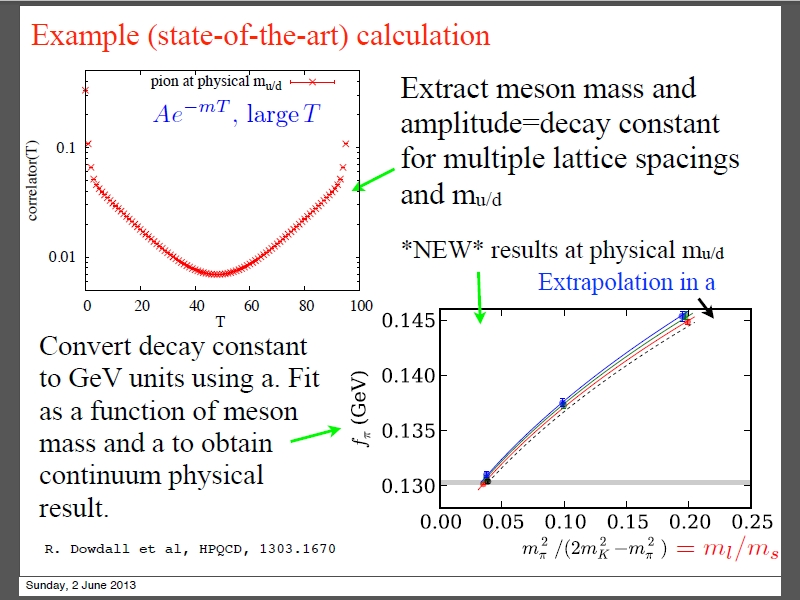 Example (state-of-the-art) calculation
pion at physical mu/d
Ae^{-mT}, large T
correlator(T)
0.1
0.01
0 20 40 60 80 100
T
Extract meson mass and
amplitude=decay constant
for multiple lattice spacings
and mu/d
*NEW* results at physical mu/d
Extrapolation in a
Convert decay constant
to GeV units using a. Fit
as a function of meson
mass and a to obtain
continuum physical
result.
fπ (GeV)
0.145
0.140
0.135
0.130
0.00 0.05 0.10 0.15 0.20 0.25
m²π/(2m²K−m²π) = ml/ms
R. Dowdall et al, HPQCD, 1303.1670
Sunday, 2 June 2013